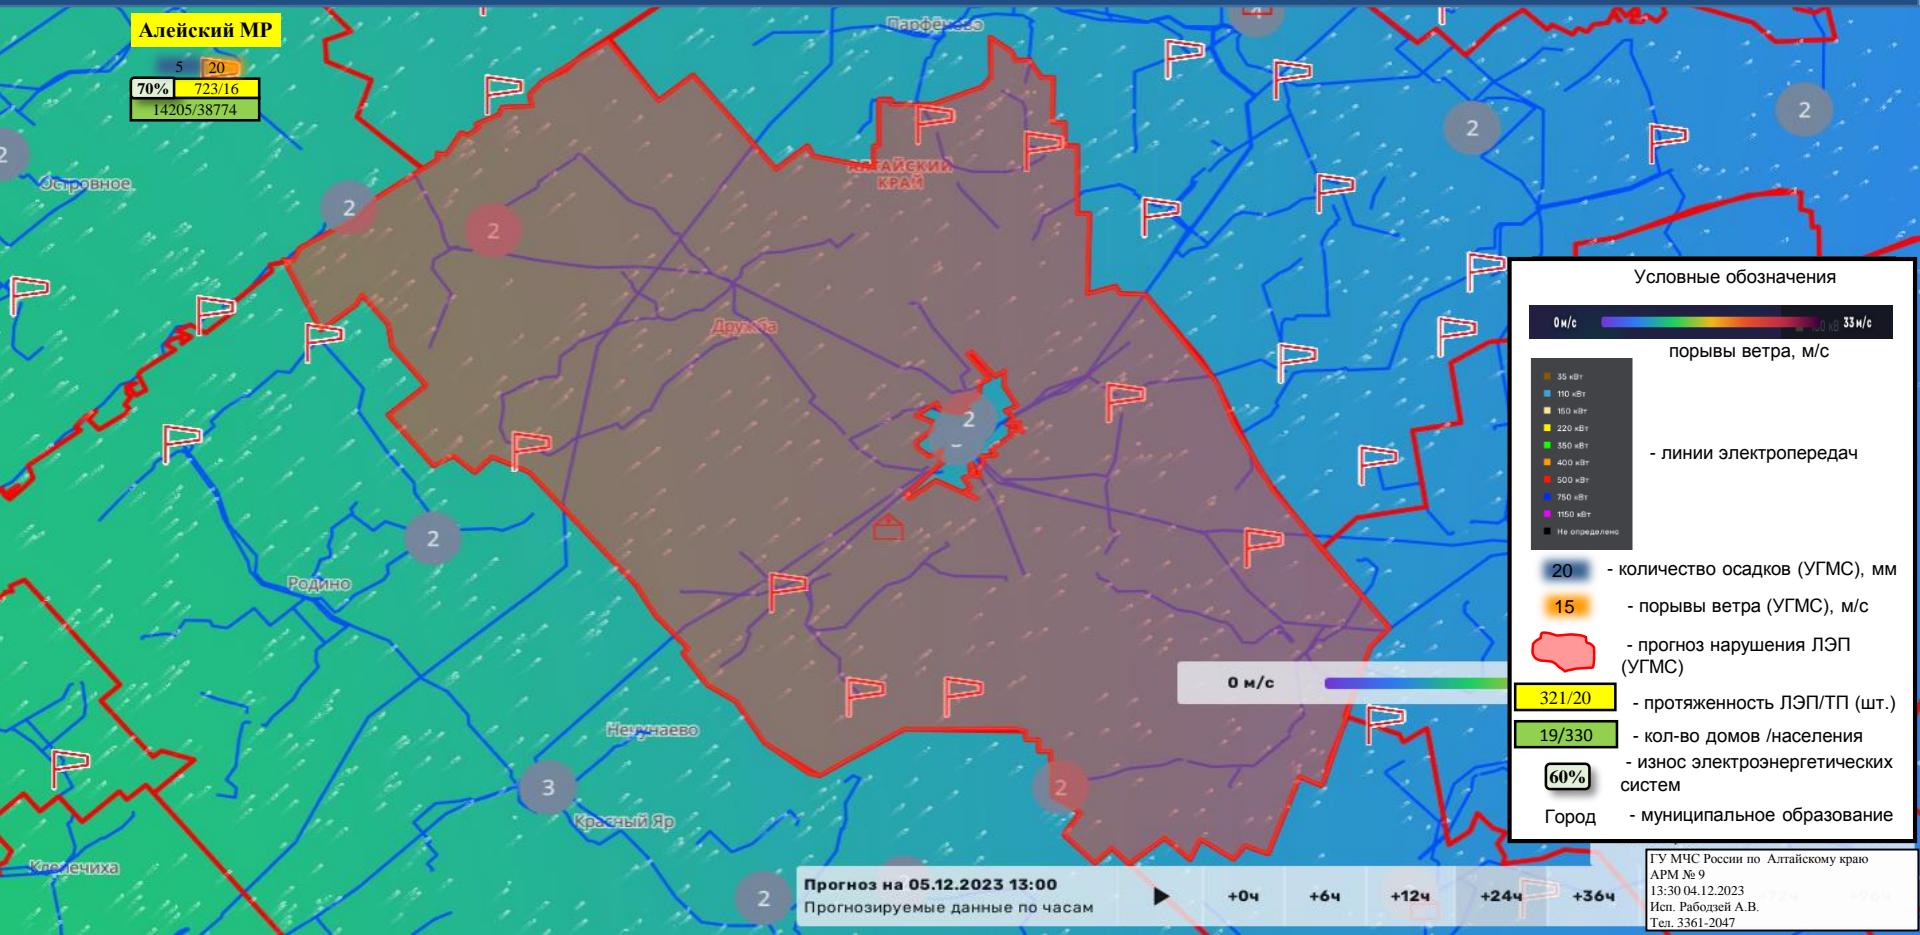 Алейский МР
5 20
70% 723/16
14205/38774
Парфёново
Островное
АЛТАЙСКИЙ
КРАЙ
Дружба
Родино
Нечунаево
Красный Яр
Клепечиха
2
2
2
2
2
2
2
2
2
3
2
Условные обозначения
0 м/с 33 м/с
порывы ветра, м/с
35 кВт
110 кВт
150 кВт
220 кВт
350 кВт
400 кВт
500 кВт
750 кВт
1150 кВт
Не определено
- линии электропередач
20 - количество осадков (УГМС), мм
15 - порывы ветра (УГМС), м/с
- прогноз нарушения ЛЭП
(УГМС)
321/20 - протяженность ЛЭП/ТП (шт.)
19/330 - кол-во домов /населения
60% - износ электроэнергетических
систем
Город - муниципальное образование
0 м/с
Прогноз на 05.12.2023 13:00
Прогнозируемые данные по часам
+0ч +6ч +12ч +24ч +36ч
ГУ МЧС России по Алтайскому краю
АРМ № 9
13:30 04.12.2023
Исп. Рабодзей А.В.
Тел. 3361-2047